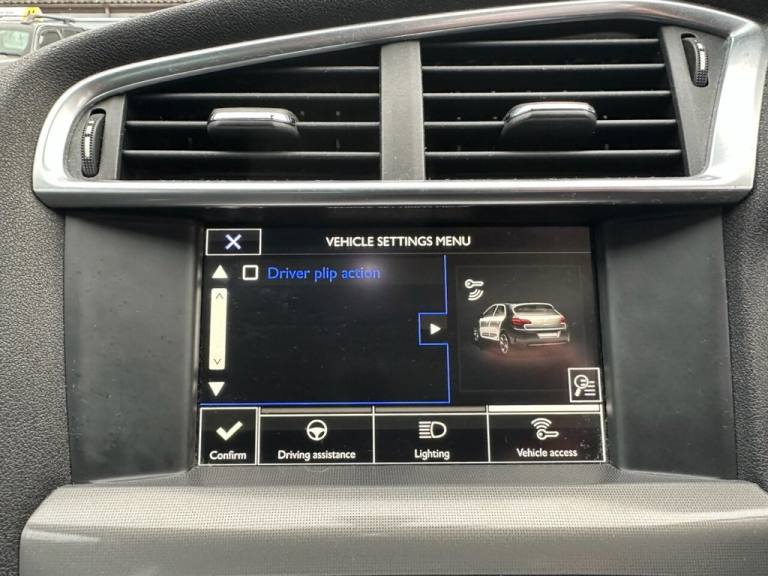 VEHICLE SETTINGS MENU
Driver plip action
Confirm
Driving assistance
Lighting
Vehicle access